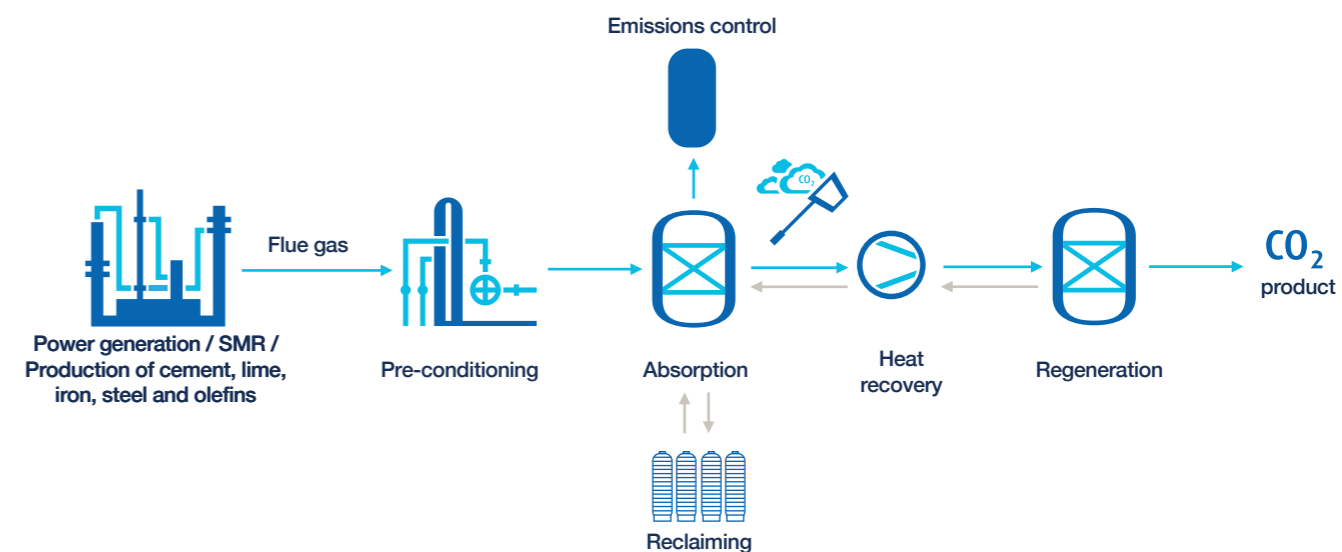 Emissions control
CO₂
Flue gas
CO₂
product
Power generation / SMR /
Production of cement, lime,
iron, steel and olefins
Pre-conditioning
Absorption
Heat
recovery
Regeneration
Reclaiming